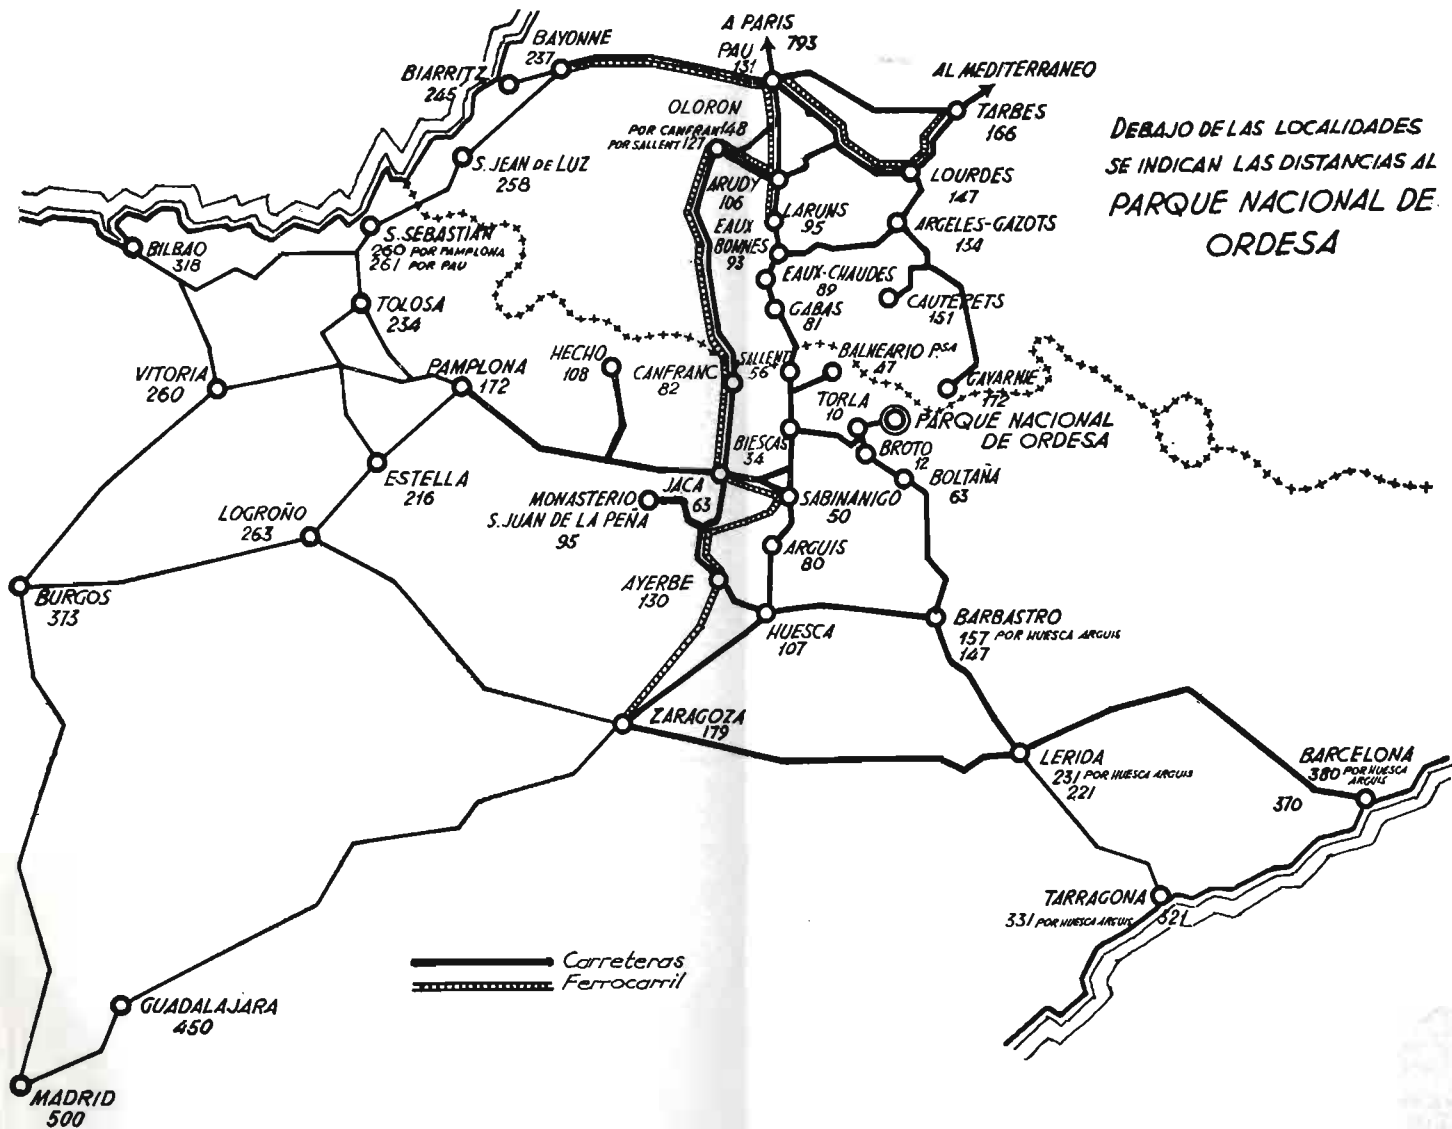 A PARIS
793
PAU
131
BAYONNE
237
BIARRITZ
245
AL MEDITERRANEO
TARBES
166
OLORON
POR CANFRAN 148
POR SALLENT 127
DEBAJO DE LAS LOCALIDADES
SE INDICAN LAS DISTANCIAS AL
PARQUE NACIONAL DE
ORDESA
S. JEAN DE LUZ
258
ARUDY
106
LOURDES
147
LARUNS
95
ARGELES-GAZOTS
134
S. SEBASTIAN
260 POR PAMPLONA
261 POR PAU
BILBAO
318
EAUX
BONNES
93
EAUX-CHAUDES
89
GABAS
81
CAUTERETS
151
TOLOSA
234
HECHO
108
CANFRANC
82
SALLENT
56
BALNEARIO P.SA
47
GAVARNIE
172
VITORIA
260
PAMPLONA
172
TORLA
10
PARQUE NACIONAL
DE ORDESA
BIESCAS
34
BROTO
12
BOLTAÑA
63
ESTELLA
216
JACA
63
MONASTERIO
S. JUAN DE LA PEÑA
95
SABIÑANIGO
50
LOGROÑO
263
ARGUIS
80
AYERBE
130
BURGOS
373
HUESCA
107
BARBASTRO
157 POR HUESCA ARGUIS
147
ZARAGOZA
179
LERIDA
231 POR HUESCA ARGUIS
221
BARCELONA
380 POR HUESCA
ARGUIS
370
TARRAGONA
331 POR HUESCA ARGUIS 321
Carreteras
Ferrocarril
GUADALAJARA
450
MADRID
500